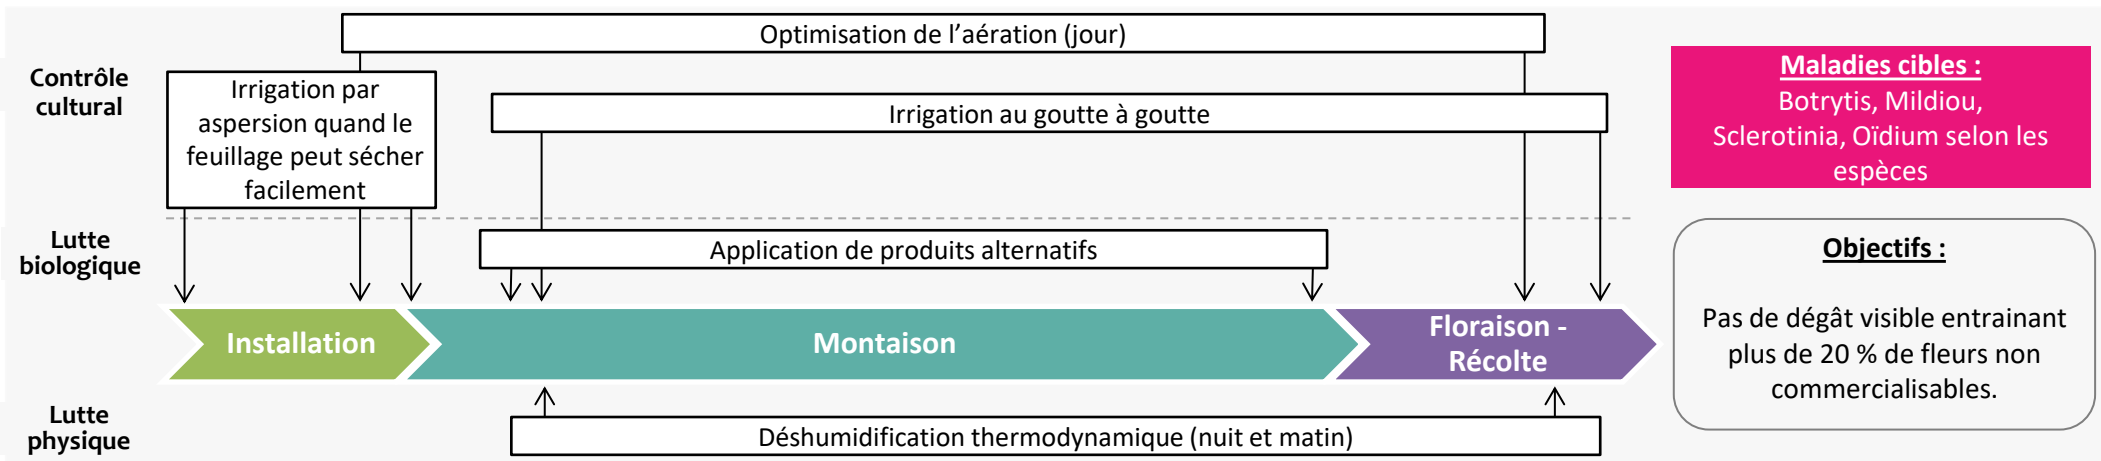 Optimisation de l’aération (jour)
Contrôle
cultural
Irrigation par
aspersion quand le
feuillage peut sécher
facilement
Irrigation au goutte à goutte
Maladies cibles :
Botrytis, Mildiou,
Sclerotinia, Oïdium selon les
espèces
Lutte
biologique
Application de produits alternatifs
Objectifs :
Pas de dégât visible entrainant
plus de 20 % de fleurs non
commercialisables.
Installation
Montaison
Floraison -
Récolte
Lutte
physique
Déshumidification thermodynamique (nuit et matin)